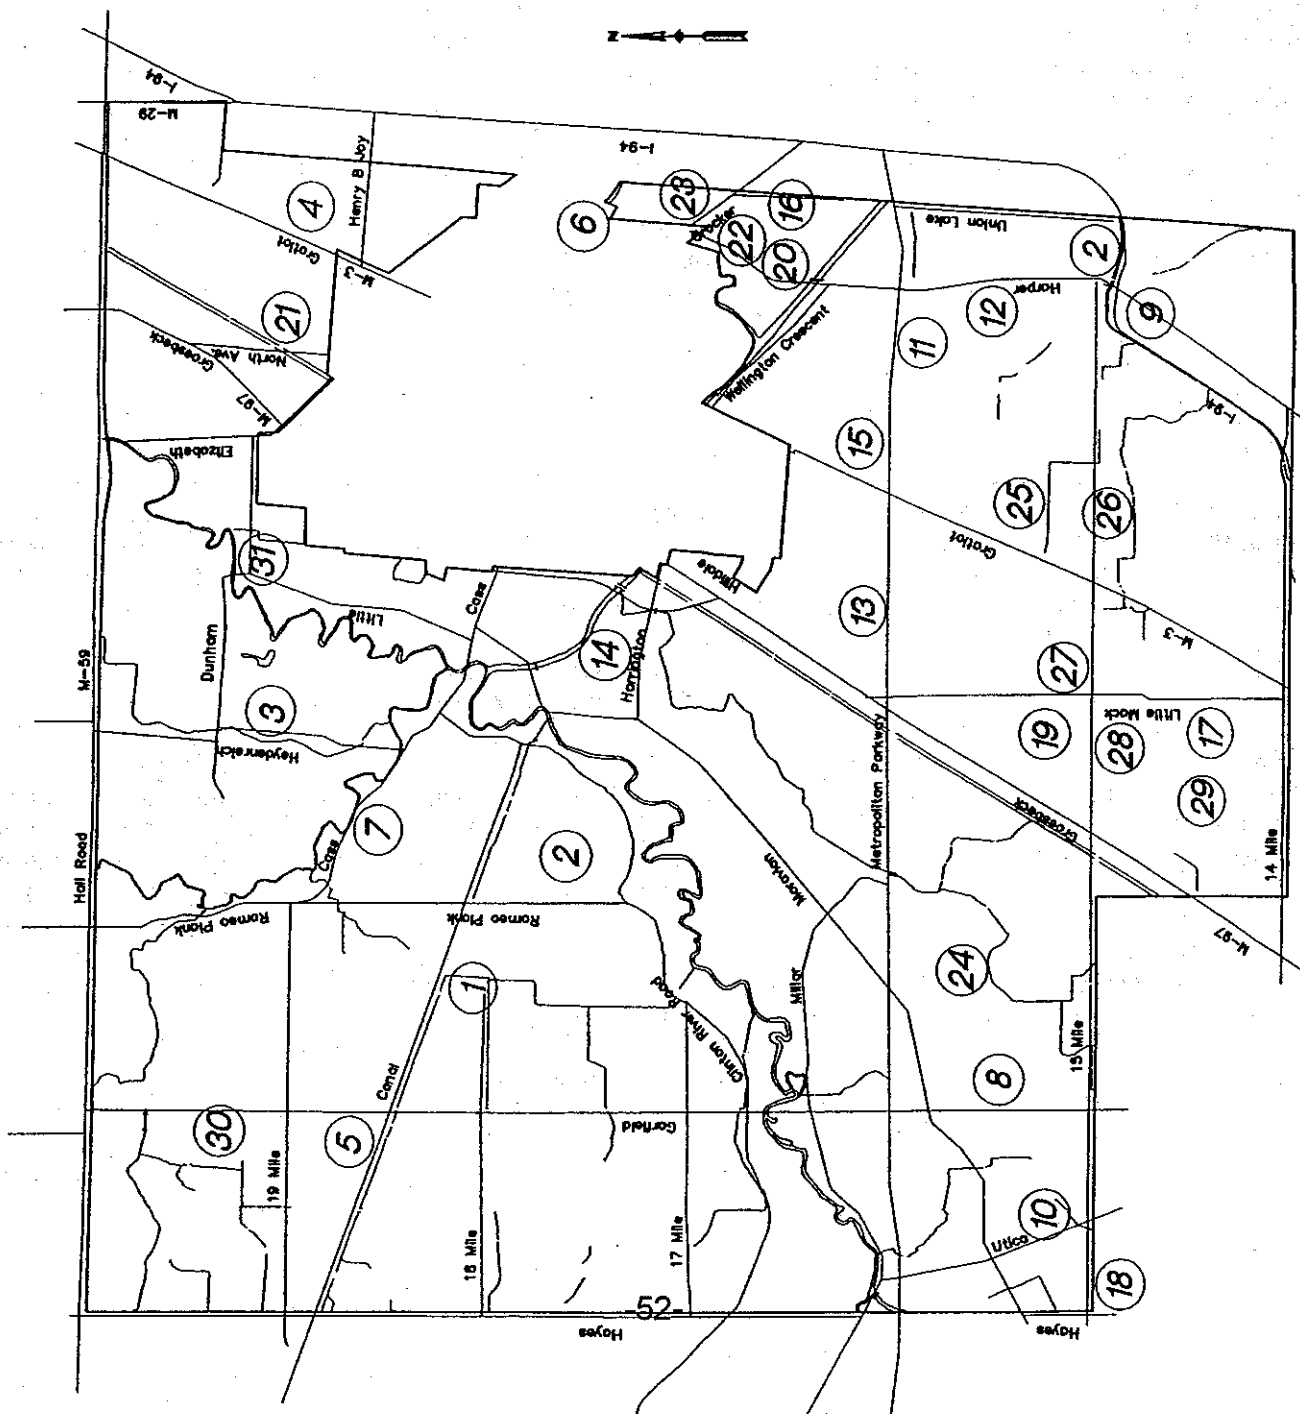 Z
I-94
M-29
Henry B Joy
I-94
4
Gratiot
M-3
6
23
Crocker
22
16
20
Union Lake
2
21
North Ave.
Groesbeck
M-97
Wellington Crescent
Harper
12
9
11
I-94
Elizabeth
15
25
26
Gratiot
31
Cass
Hilldale
Little
Dunham
M-59
14
Harrington
13
M-3
27
3
Heydenreich
Metropolitan Parkway
19
Little Mack
28
17
29
Groesbeck
7
Cass
2
Moravian
14 Mile
Hall Road
Romeo Plank
Romeo Plank
M-97
24
1
Clinton River Road
Millar
15 Mile
Canal
8
30
5
Garfield
19 Mile
18 Mile
17 Mile
10
Utica
18
-52-
Hayes
Hayes